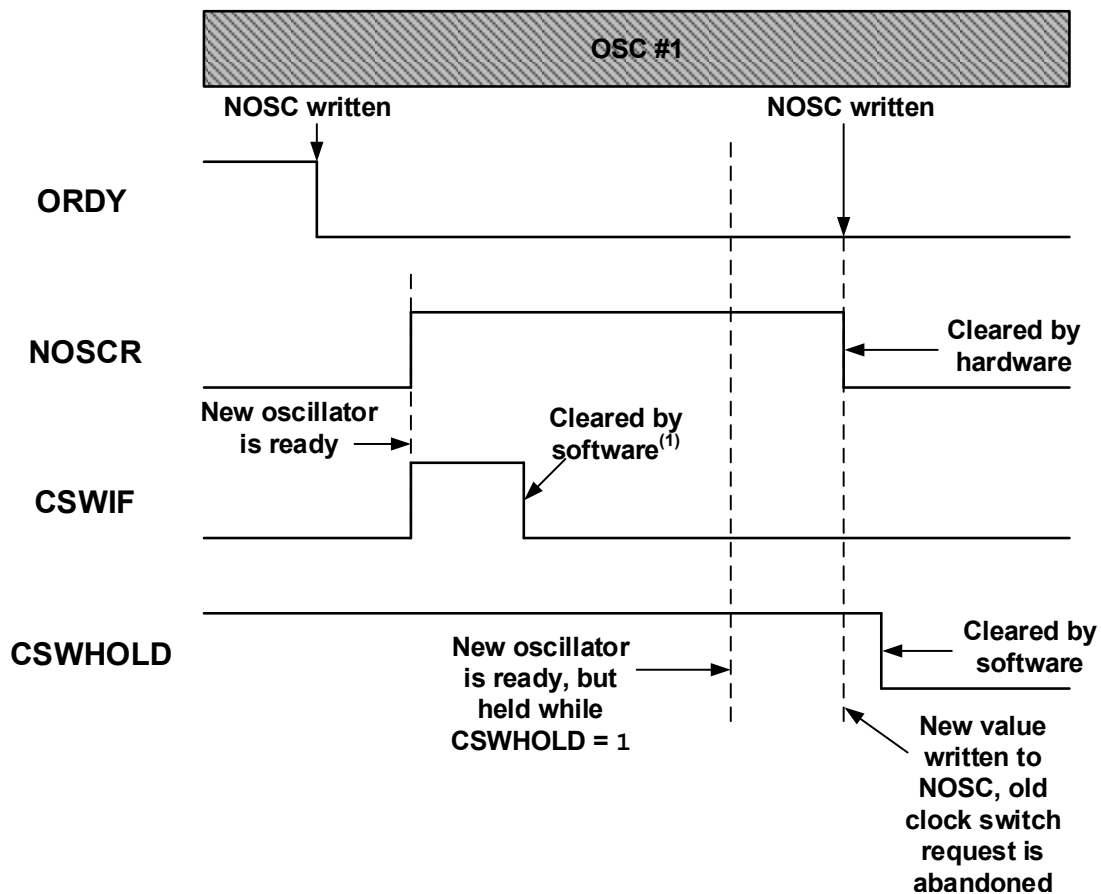 OSC #1
NOSC written
NOSC written
ORDY
NOSCR
Cleared by
hardware
New oscillator
is ready
Cleared by
software(1)
CSWIF
CSWHOLD
New oscillator
is ready, but
held while
CSWHOLD = 1
Cleared by
software
New value
written to
NOSC, old
clock switch
request is
abandoned